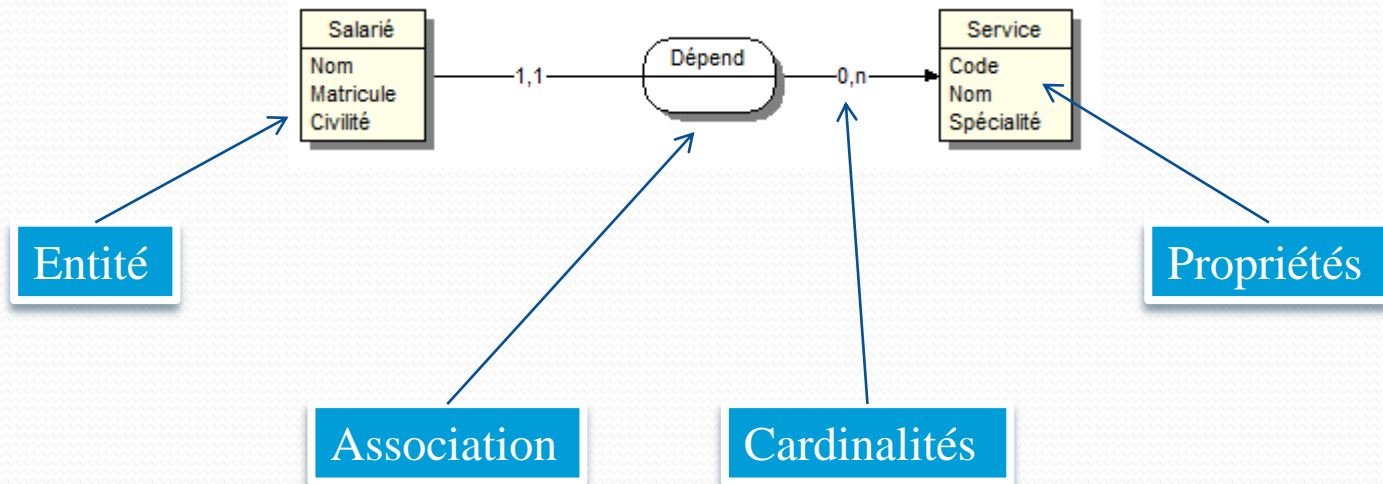 Salarié
Nom
Matricule
Civilité
1,1
Dépend
0,n
Service
Code
Nom
Spécialité
Entité
Propriétés
Association
Cardinalités